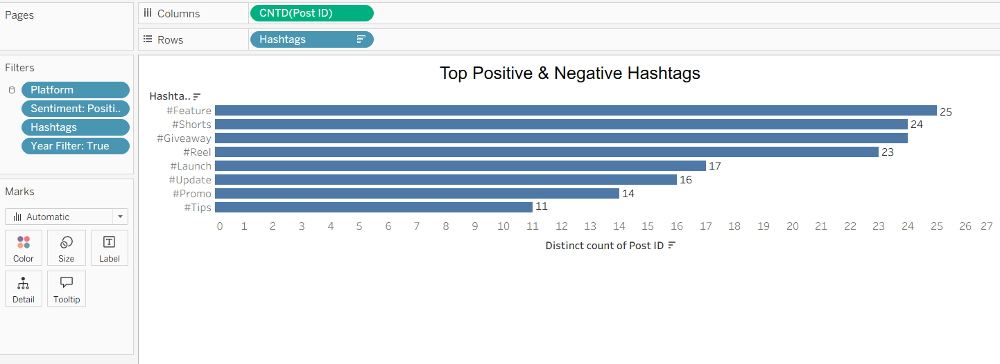 Pages
Columns
CNTD(Post ID)
Rows
Hashtags
Filters
Platform
Sentiment: Positi..
Hashtags
Year Filter: True
Marks
Automatic
Color
Size
Label
Detail
Tooltip
Top Positive & Negative Hashtags
Hashta..
#Feature 25
#Shorts 24
#Giveaway
#Reel 23
#Launch 17
#Update 16
#Promo 14
#Tips 11
0 1 2 3 4 5 6 7 8 9 10 11 12 13 14 15 16 17 18 19 20 21 22 23 24 25 26 27
Distinct count of Post ID